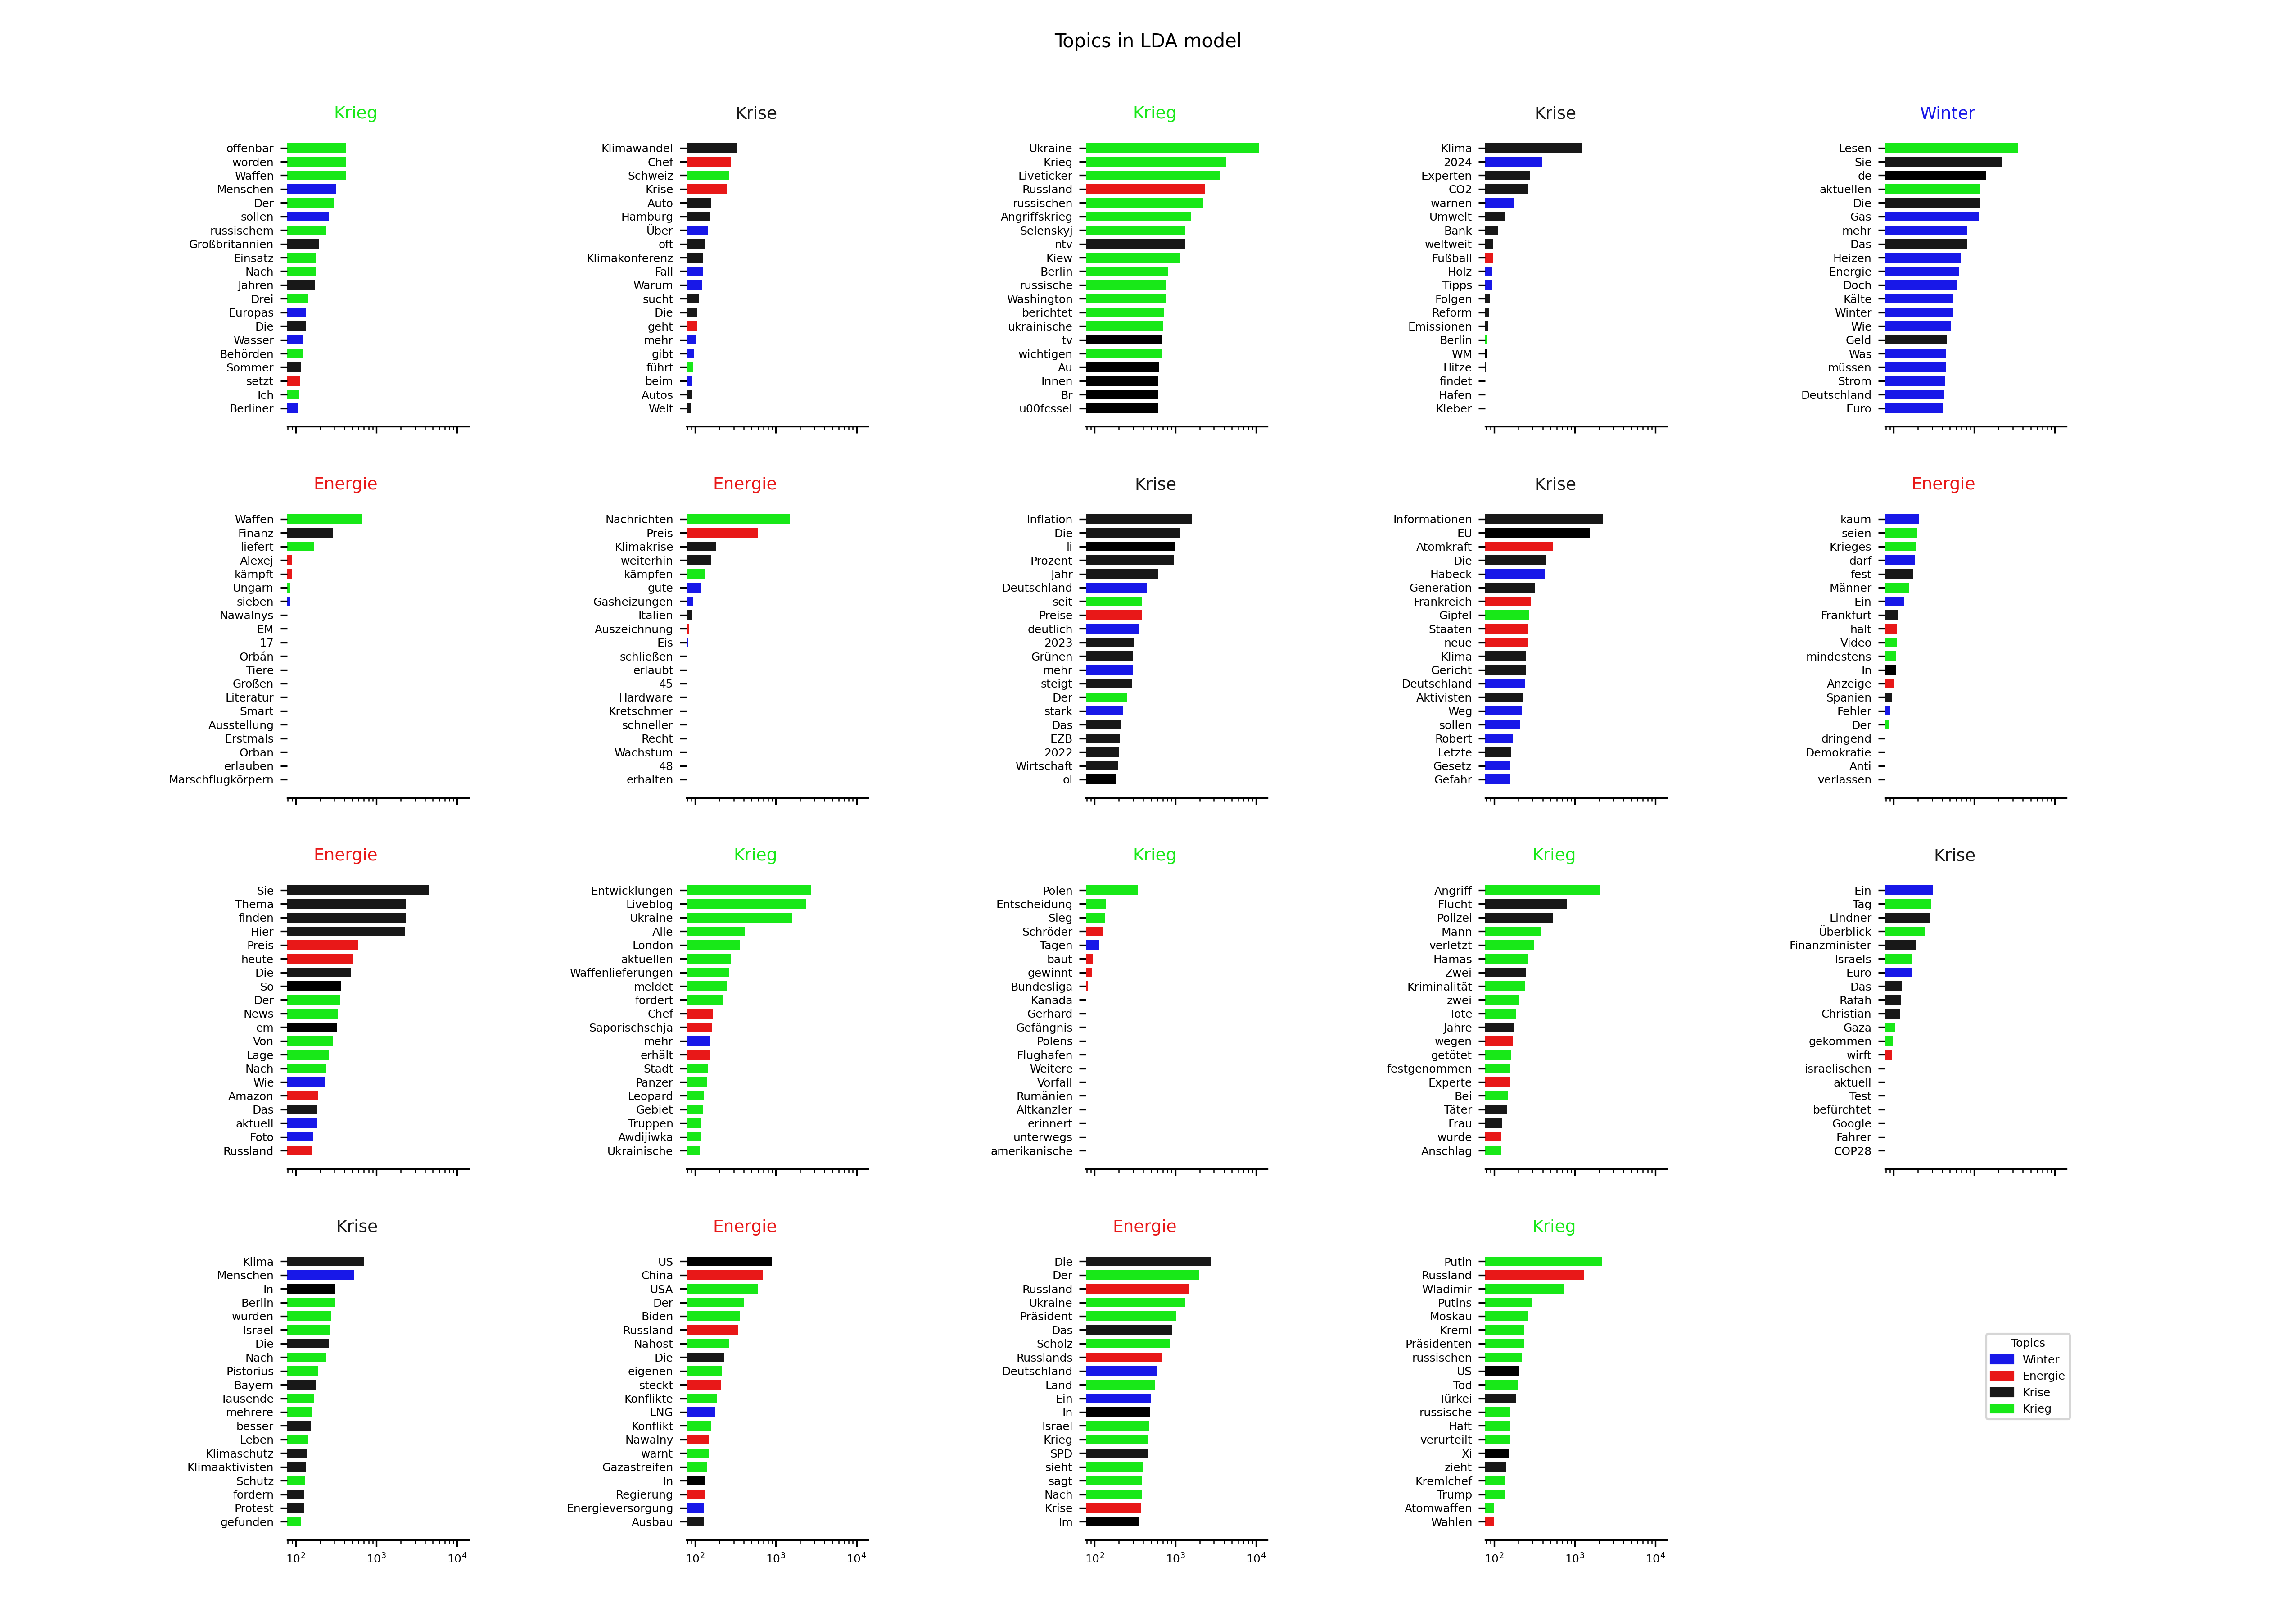 Topics in LDA model
Krieg
offenbar
worden
Waffen
Menschen
Der
sollen
russischem
Großbritannien
Einsatz
Nach
Jahren
Drei
Europas
Die
Wasser
Behörden
Sommer
setzt
Ich
Berliner
Krise
Klimawandel
Chef
Schweiz
Krise
Auto
Hamburg
Über
oft
Klimakonferenz
Fall
Warum
sucht
Die
geht
mehr
gibt
führt
beim
Autos
Welt
Krieg
Ukraine
Krieg
Liveticker
Russland
russischen
Angriffskrieg
Selenskyj
ntv
Kiew
Berlin
russische
Washington
berichtet
ukrainische
tv
wichtigen
Au
Innen
Br
u00fcssel
Krise
Klima
2024
Experten
CO2
warnen
Umwelt
Bank
weltweit
Fußball
Holz
Tipps
Folgen
Reform
Emissionen
Berlin
WM
Hitze
findet
Hafen
Kleber
Winter
Lesen
Sie
de
aktuellen
Die
Gas
mehr
Das
Heizen
Energie
Doch
Kälte
Winter
Wie
Geld
Was
müssen
Strom
Deutschland
Euro
Energie
Waffen
Finanz
liefert
Alexej
kämpft
Ungarn
sieben
Nawalnys
EM
17
Orbán
Tiere
Großen
Literatur
Smart
Ausstellung
Erstmals
Orban
erlauben
Marschflugkörpern
Energie
Nachrichten
Preis
Klimakrise
weiterhin
kämpfen
gute
Gasheizungen
Italien
Auszeichnung
Eis
schließen
erlaubt
45
Hardware
Kretschmer
schneller
Recht
Wachstum
48
erhalten
Krise
Inflation
Die
li
Prozent
Jahr
Deutschland
seit
Preise
deutlich
2023
Grünen
mehr
steigt
Der
stark
Das
EZB
2022
Wirtschaft
ol
Krise
Informationen
EU
Atomkraft
Die
Habeck
Generation
Frankreich
Gipfel
Staaten
neue
Klima
Gericht
Deutschland
Aktivisten
Weg
sollen
Robert
Letzte
Gesetz
Gefahr
Energie
kaum
seien
Krieges
darf
fest
Männer
Ein
Frankfurt
hält
Video
mindestens
In
Anzeige
Spanien
Fehler
Der
dringend
Demokratie
Anti
verlassen
Energie
Sie
Thema
finden
Hier
Preis
heute
Die
So
Der
News
em
Von
Lage
Nach
Wie
Amazon
Das
aktuell
Foto
Russland
Krieg
Entwicklungen
Liveblog
Ukraine
Alle
London
aktuellen
Waffenlieferungen
meldet
fordert
Chef
Saporischschja
mehr
erhält
Stadt
Panzer
Leopard
Gebiet
Truppen
Awdijiwka
Ukrainische
Krieg
Polen
Entscheidung
Sieg
Schröder
Tagen
baut
gewinnt
Bundesliga
Kanada
Gerhard
Gefängnis
Polens
Flughafen
Weitere
Vorfall
Rumänien
Altkanzler
erinnert
unterwegs
amerikanische
Krieg
Angriff
Flucht
Polizei
Mann
verletzt
Hamas
Zwei
Kriminalität
zwei
Tote
Jahre
wegen
getötet
festgenommen
Experte
Bei
Täter
Frau
wurde
Anschlag
Krise
Ein
Tag
Lindner
Überblick
Finanzminister
Israels
Euro
Das
Rafah
Christian
Gaza
gekommen
wirft
israelischen
aktuell
Test
befürchtet
Google
Fahrer
COP28
Krise
Klima
Menschen
In
Berlin
wurden
Israel
Die
Nach
Pistorius
Bayern
Tausende
mehrere
besser
Leben
Klimaschutz
Klimaaktivisten
Schutz
fordern
Protest
gefunden
10² 10³ 10⁴
Energie
US
China
USA
Der
Biden
Russland
Nahost
Die
eigenen
steckt
Konflikte
LNG
Konflikt
Nawalny
warnt
Gazastreifen
In
Regierung
Energieversorgung
Ausbau
10² 10³ 10⁴
Energie
Die
Der
Russland
Ukraine
Präsident
Das
Scholz
Russlands
Deutschland
Land
Ein
In
Israel
Krieg
SPD
sieht
sagt
Nach
Krise
Im
10² 10³ 10⁴
Krieg
Putin
Russland
Wladimir
Putins
Moskau
Kreml
Präsidenten
russischen
US
Tod
Türkei
russische
Haft
verurteilt
Xi
zieht
Kremlchef
Trump
Atomwaffen
Wahlen
10² 10³ 10⁴
Topics
Winter
Energie
Krise
Krieg